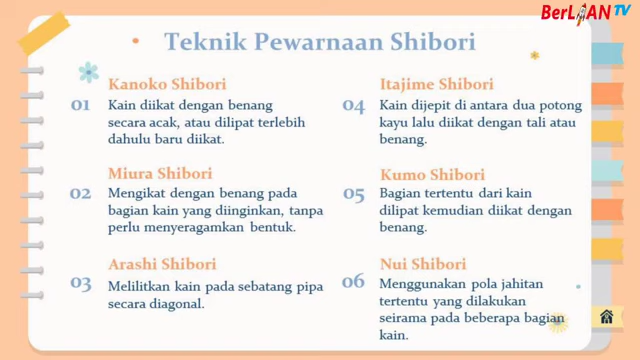 BerLIAN TV
Teknik Pewarnaan Shibori
01
Kanoko Shibori
Kain diikat dengan benang
secara acak, atau dilipat terlebih
dahulu baru diikat.
02
Miura Shibori
Mengikat dengan benang pada
bagian kain yang diinginkan, tanpa
perlu menyeragamkan bentuk.
03
Arashi Shibori
Melilitkan kain pada sebatang pipa
secara diagonal.
04
Itajime Shibori
Kain dijepit di antara dua potong
kayu lalu diikat dengan tali atau
benang.
05
Kumo Shibori
Bagian tertentu dari kain
dilipat kemudian diikat dengan
benang.
06
Nui Shibori
Menggunakan pola jahitan
tertentu yang dilakukan
seirama pada beberapa bagian
kain.